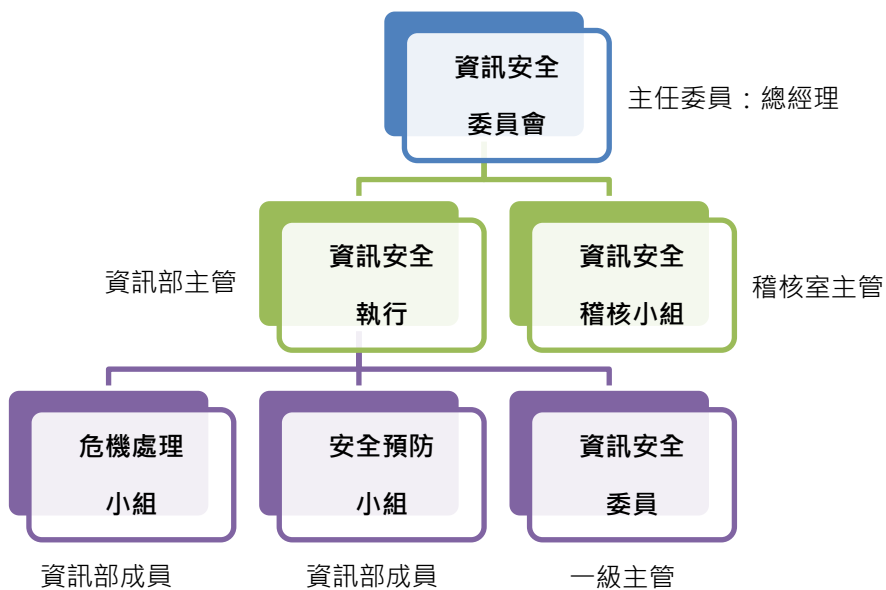 資訊安全
委員會
主任委員：總經理
資訊部主管
資訊安全
執行
資訊安全
稽核小組
稽核室主管
危機處理
小組
安全預防
小組
資訊安全
委員
資訊部成員
資訊部成員
一級主管